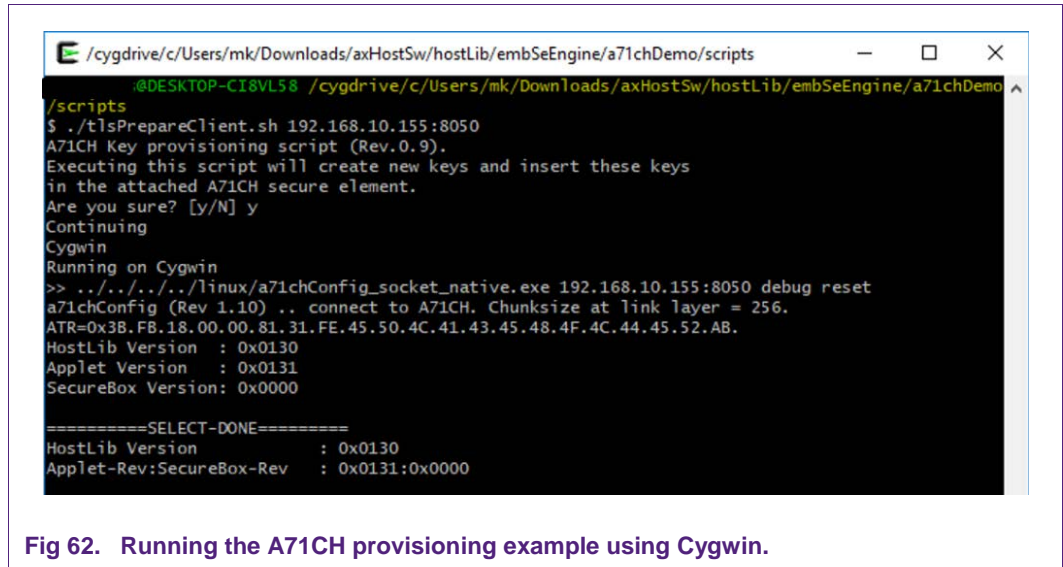 /cygdrive/c/Users/mk/Downloads/axHostSw/hostLib/embSeEngine/a71chDemo/scripts
@DESKTOP-CI8VL58 /cygdrive/c/Users/mk/Downloads/axHostSw/hostLib/embSeEngine/a71chDemo
/scripts
$ ./tlsPrepareClient.sh 192.168.10.155:8050
A71CH Key provisioning script (Rev.0.9).
Executing this script will create new keys and insert these keys
in the attached A71CH secure element.
Are you sure? [y/N] y
Continuing
Cygwin
Running on Cygwin
>> ../../../../linux/a71chConfig_socket_native.exe 192.168.10.155:8050 debug reset
a71chConfig (Rev 1.10) .. connect to A71CH. Chunksize at link layer = 256.
ATR=0x3B.FB.18.00.00.81.31.FE.45.50.4C.41.43.45.48.4F.4C.44.45.52.AB.
HostLib Version  : 0x0130
Applet Version   : 0x0131
SecureBox Version: 0x0000
==========SELECT-DONE=========
HostLib Version            : 0x0130
Applet-Rev:SecureBox-Rev   : 0x0131:0x0000
Fig 62. Running the A71CH provisioning example using Cygwin.